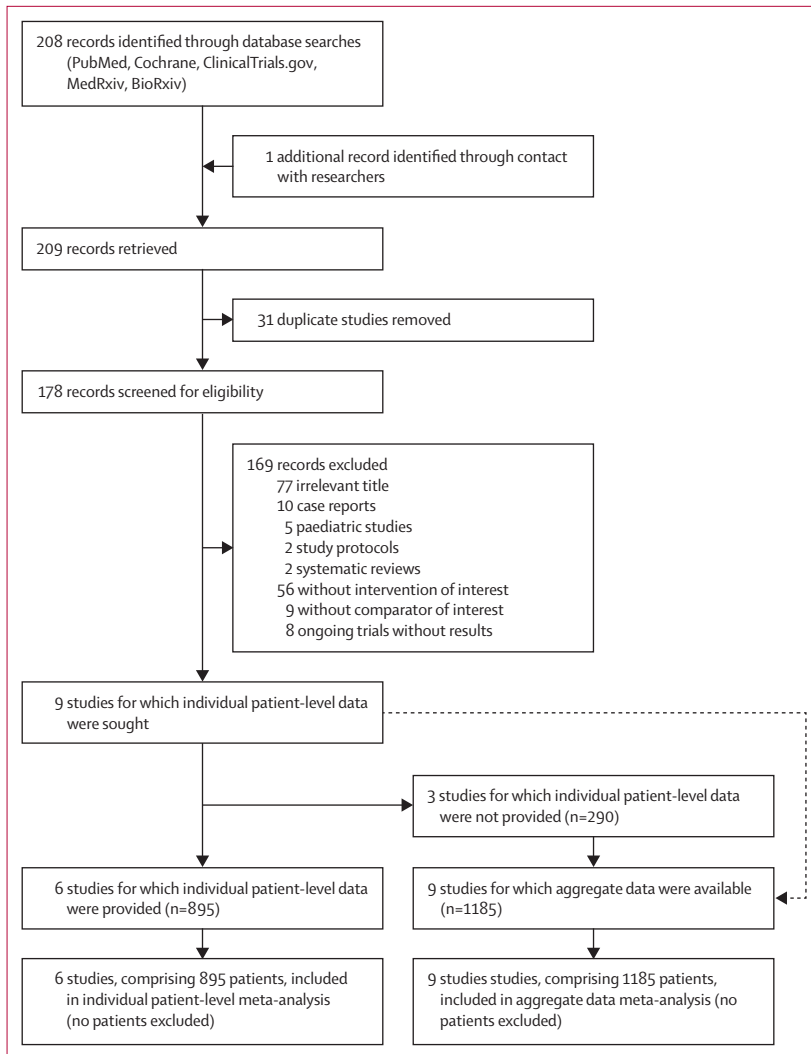 208 records identified through database searches
(PubMed, Cochrane, ClinicalTrials.gov,
MedRxiv, BioRxiv)
1 additional record identified through contact
with researchers
209 records retrieved
31 duplicate studies removed
178 records screened for eligibility
169 records excluded
77 irrelevant title
10 case reports
5 paediatric studies
2 study protocols
2 systematic reviews
56 without intervention of interest
9 without comparator of interest
8 ongoing trials without results
9 studies for which individual patient-level data
were sought
3 studies for which individual patient-level data
were not provided (n=290)
6 studies for which individual patient-level data
were provided (n=895)
9 studies for which aggregate data were available
(n=1185)
6 studies, comprising 895 patients, included
in individual patient-level meta-analysis
(no patients excluded)
9 studies studies, comprising 1185 patients,
included in aggregate data meta-analysis (no
patients excluded)